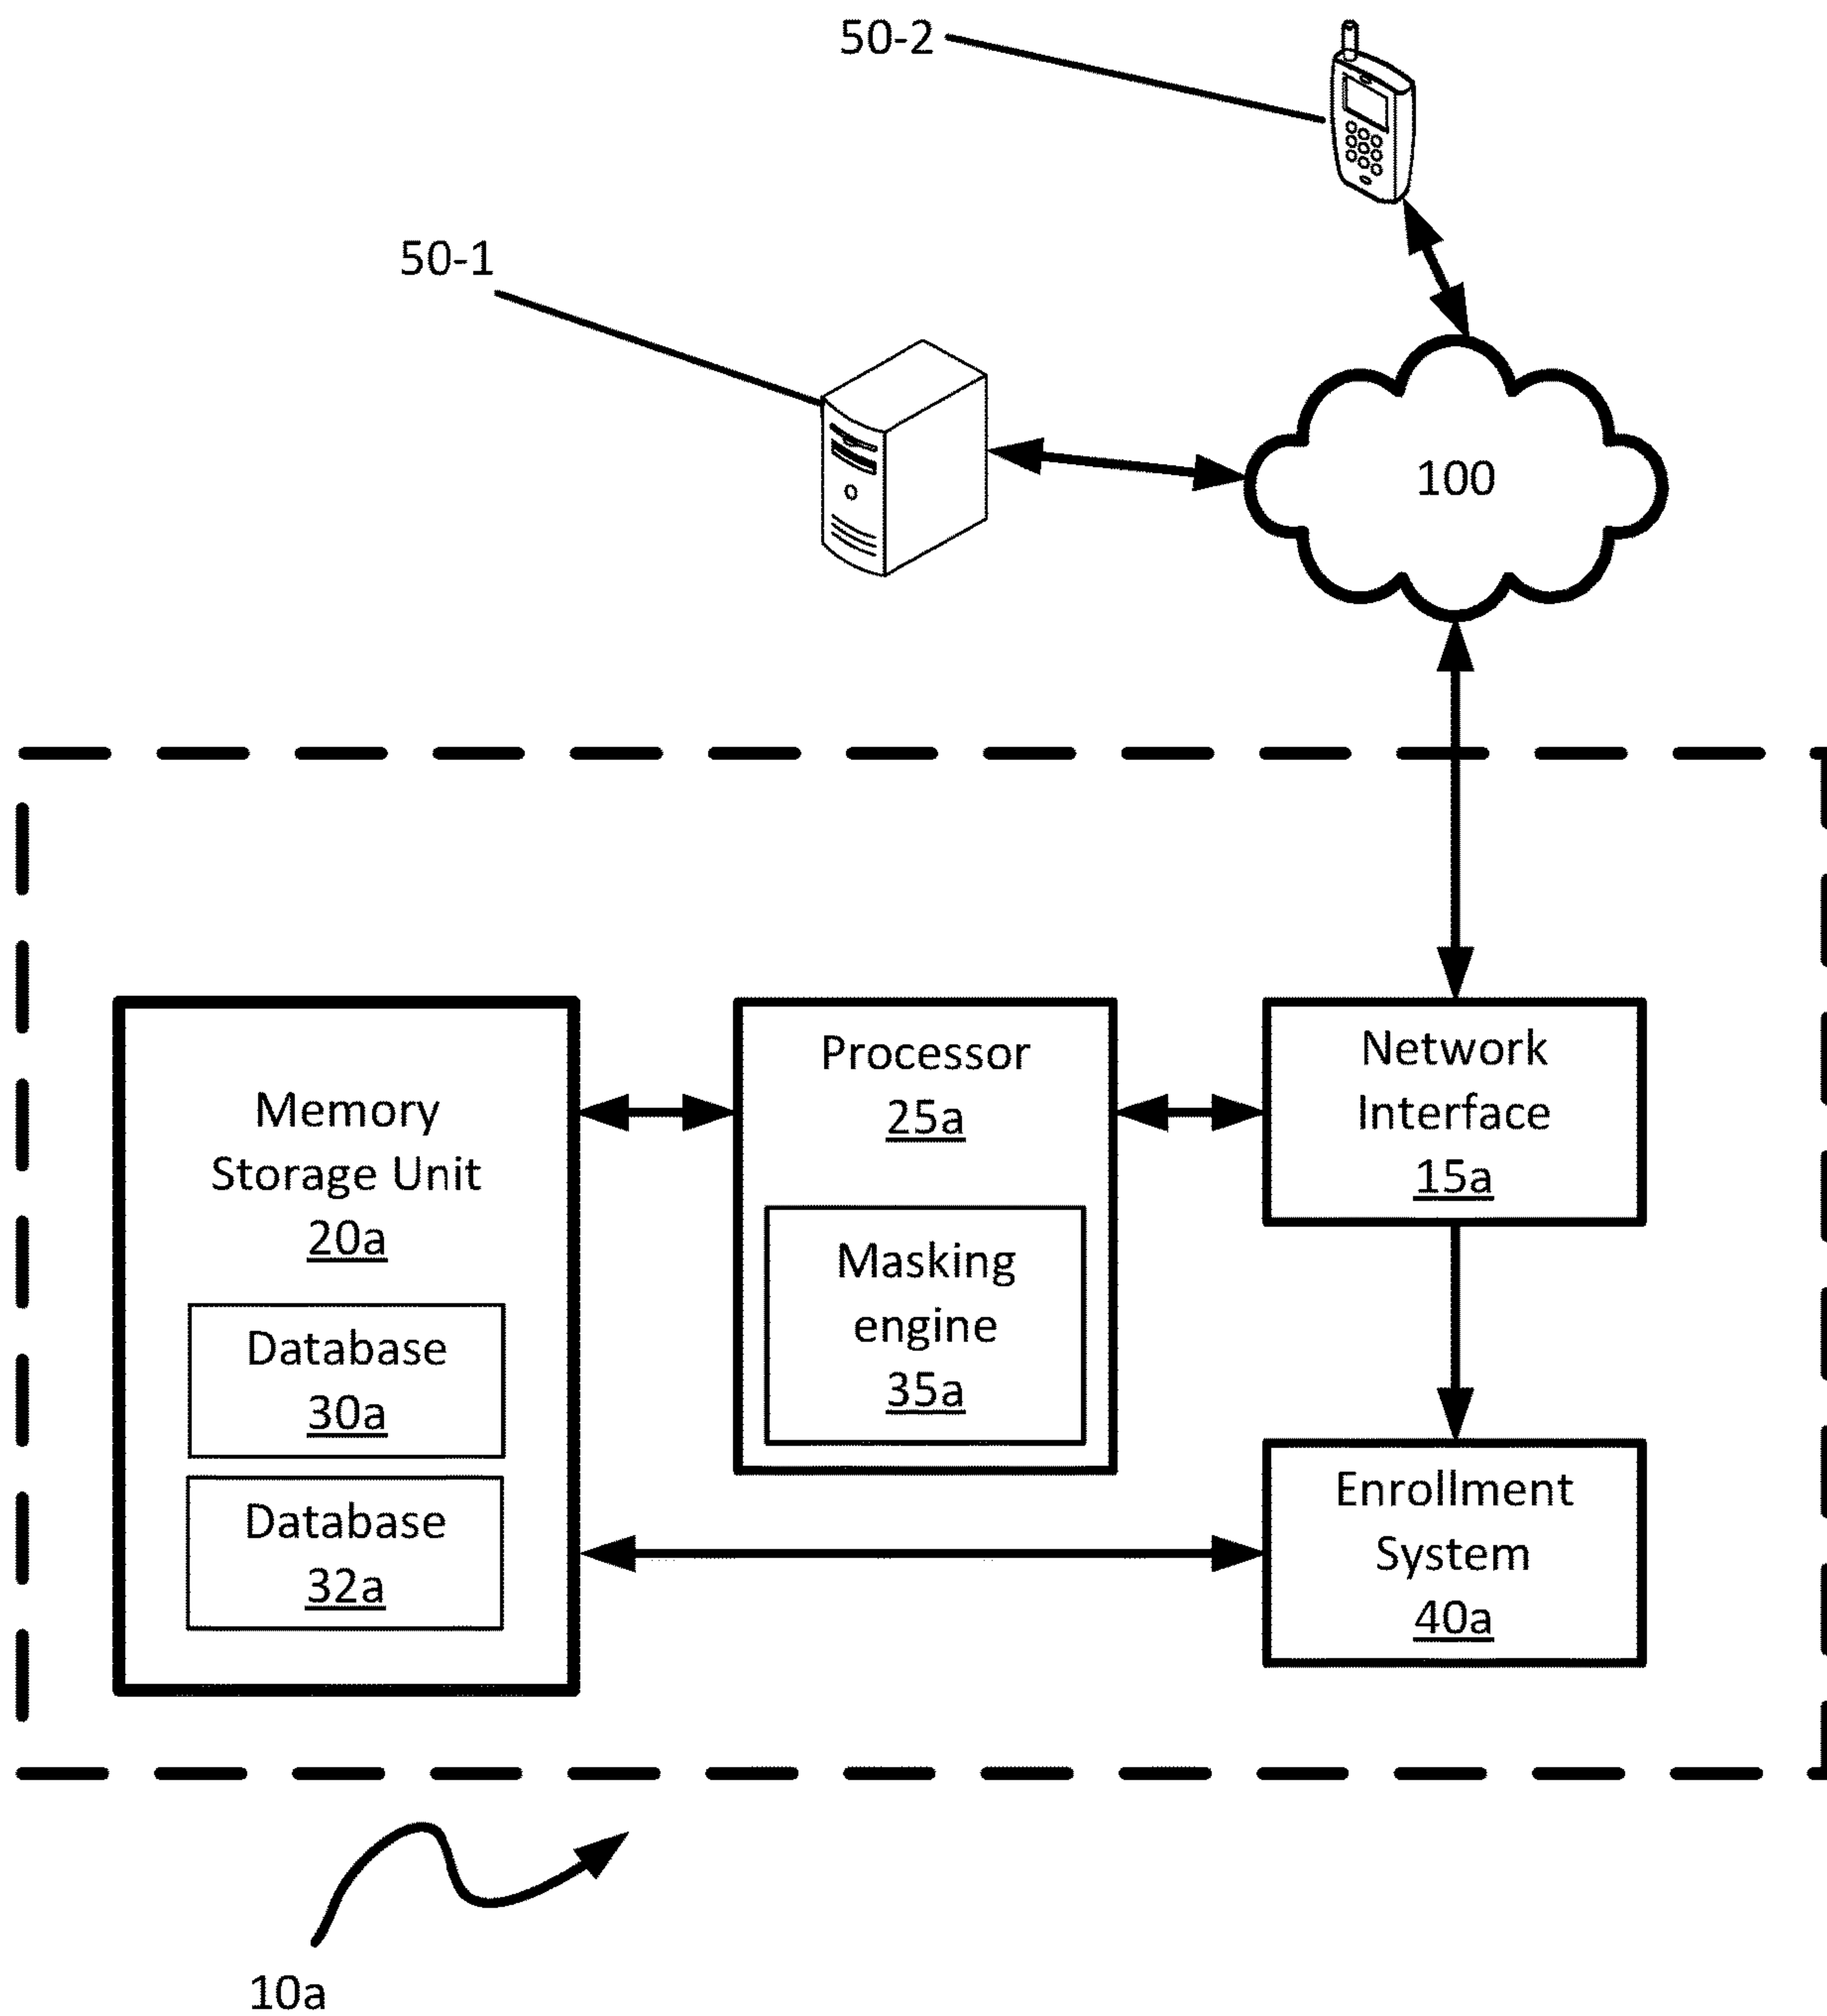 50-2
50-1
100
Memory
Storage Unit
20a
Database
30a
Database
32a
Processor
25a
Masking
engine
35a
Network
Interface
15a
Enrollment
System
40a
10a